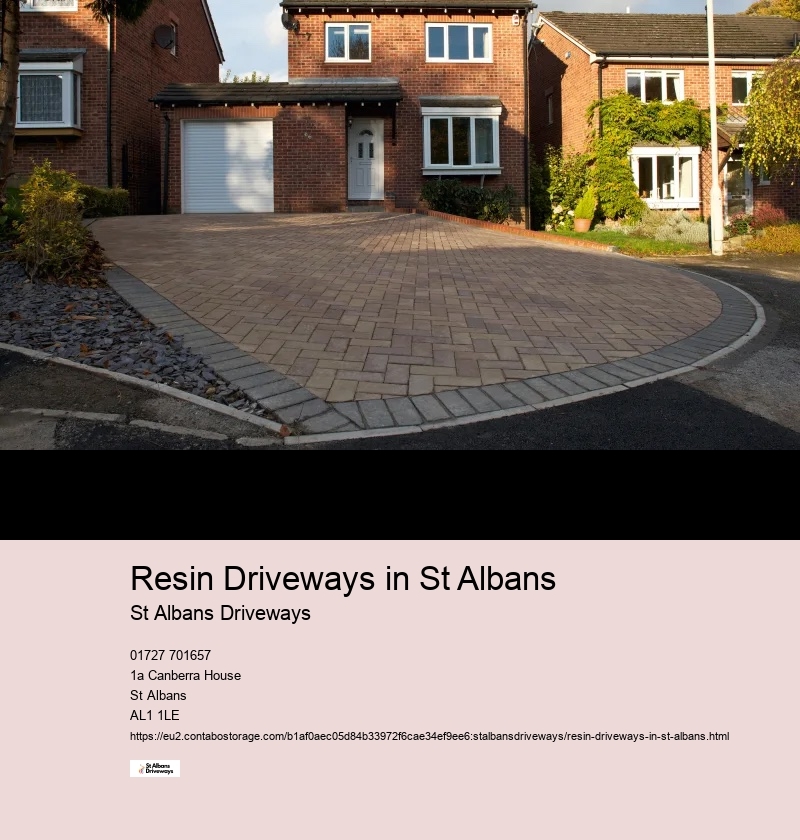 Resin Driveways in St Albans
St Albans Driveways
01727 701657
1a Canberra House
St Albans
AL1 1LE
https://eu2.contabostorage.com/b1af0aec05d84b33972f6cae34ef9ee6:stalbansdriveways/resin-driveways-in-st-albans.html
St Albans
Driveways